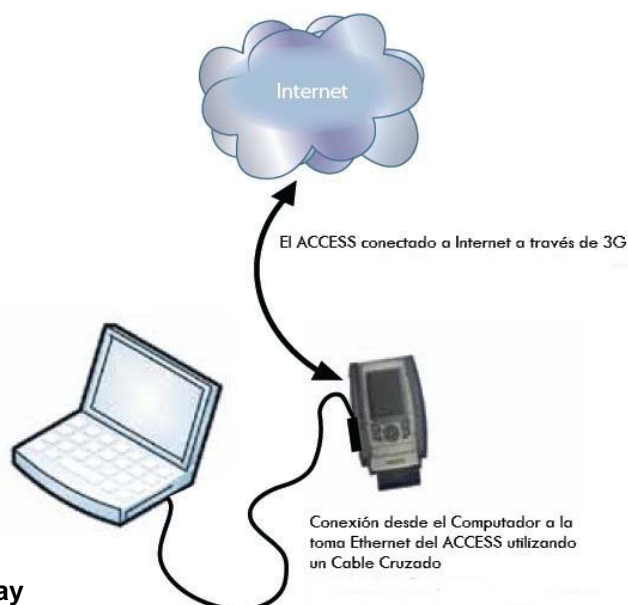 Internet
El ACCESS conectado a Internet a través de 3G
Conexión desde el Computador a la
toma Ethernet del ACCESS utilizando
un Cable Cruzado
ay